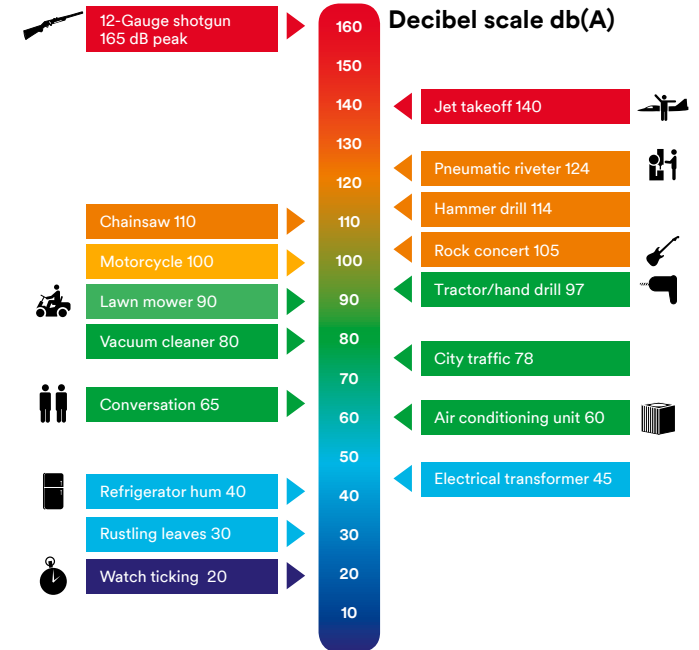 Decibel scale db(A)
12-Gauge shotgun
165 dB peak
Chainsaw 110
Motorcycle 100
Lawn mower 90
Vacuum cleaner 80
Conversation 65
Refrigerator hum 40
Rustling leaves 30
Watch ticking 20
160
150
140
130
120
110
100
90
80
70
60
50
40
30
20
10
Jet takeoff 140
Pneumatic riveter 124
Hammer drill 114
Rock concert 105
Tractor/hand drill 97
City traffic 78
Air conditioning unit 60
Electrical transformer 45